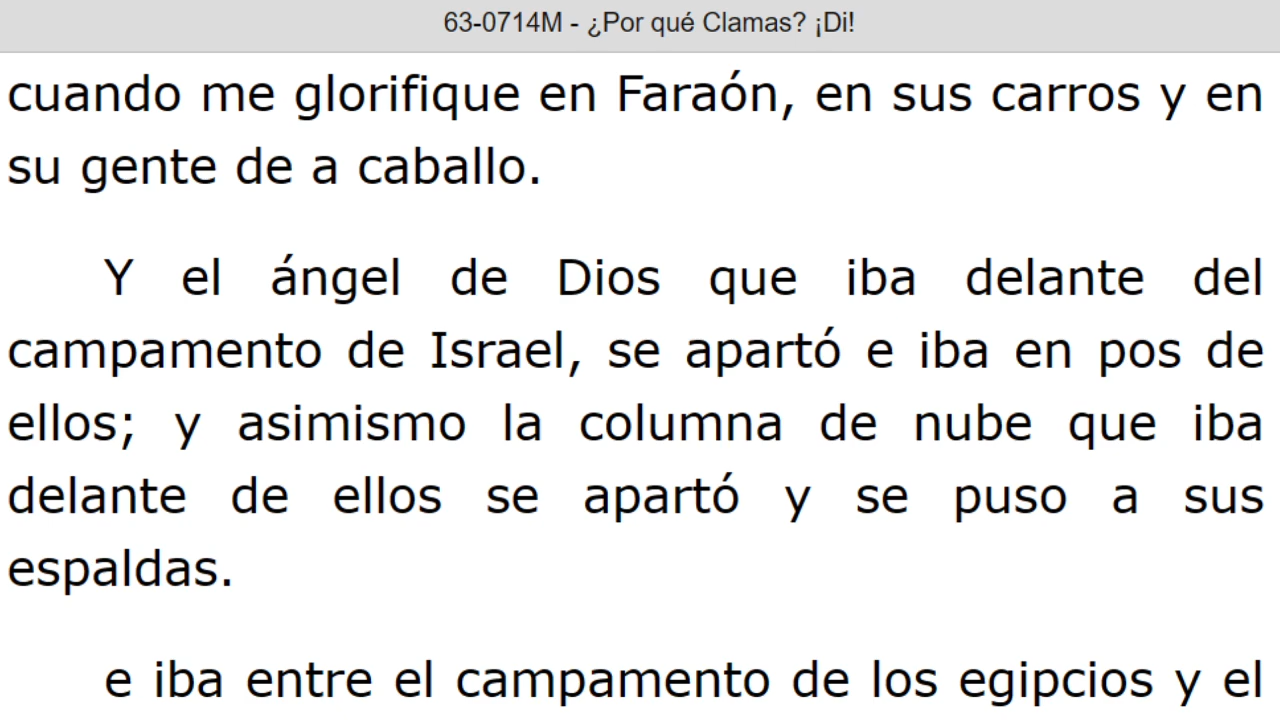 63-0714M - ¿Por qué Clamas? ¡Di!
cuando me glorifique en Faraón, en sus carros y en
su gente de a caballo.
Y el ángel de Dios que iba delante del
campamento de Israel, se apartó e iba en pos de
ellos; y asimismo la columna de nube que iba
delante de ellos se apartó y se puso a sus
espaldas.
e iba entre el campamento de los egipcios y el